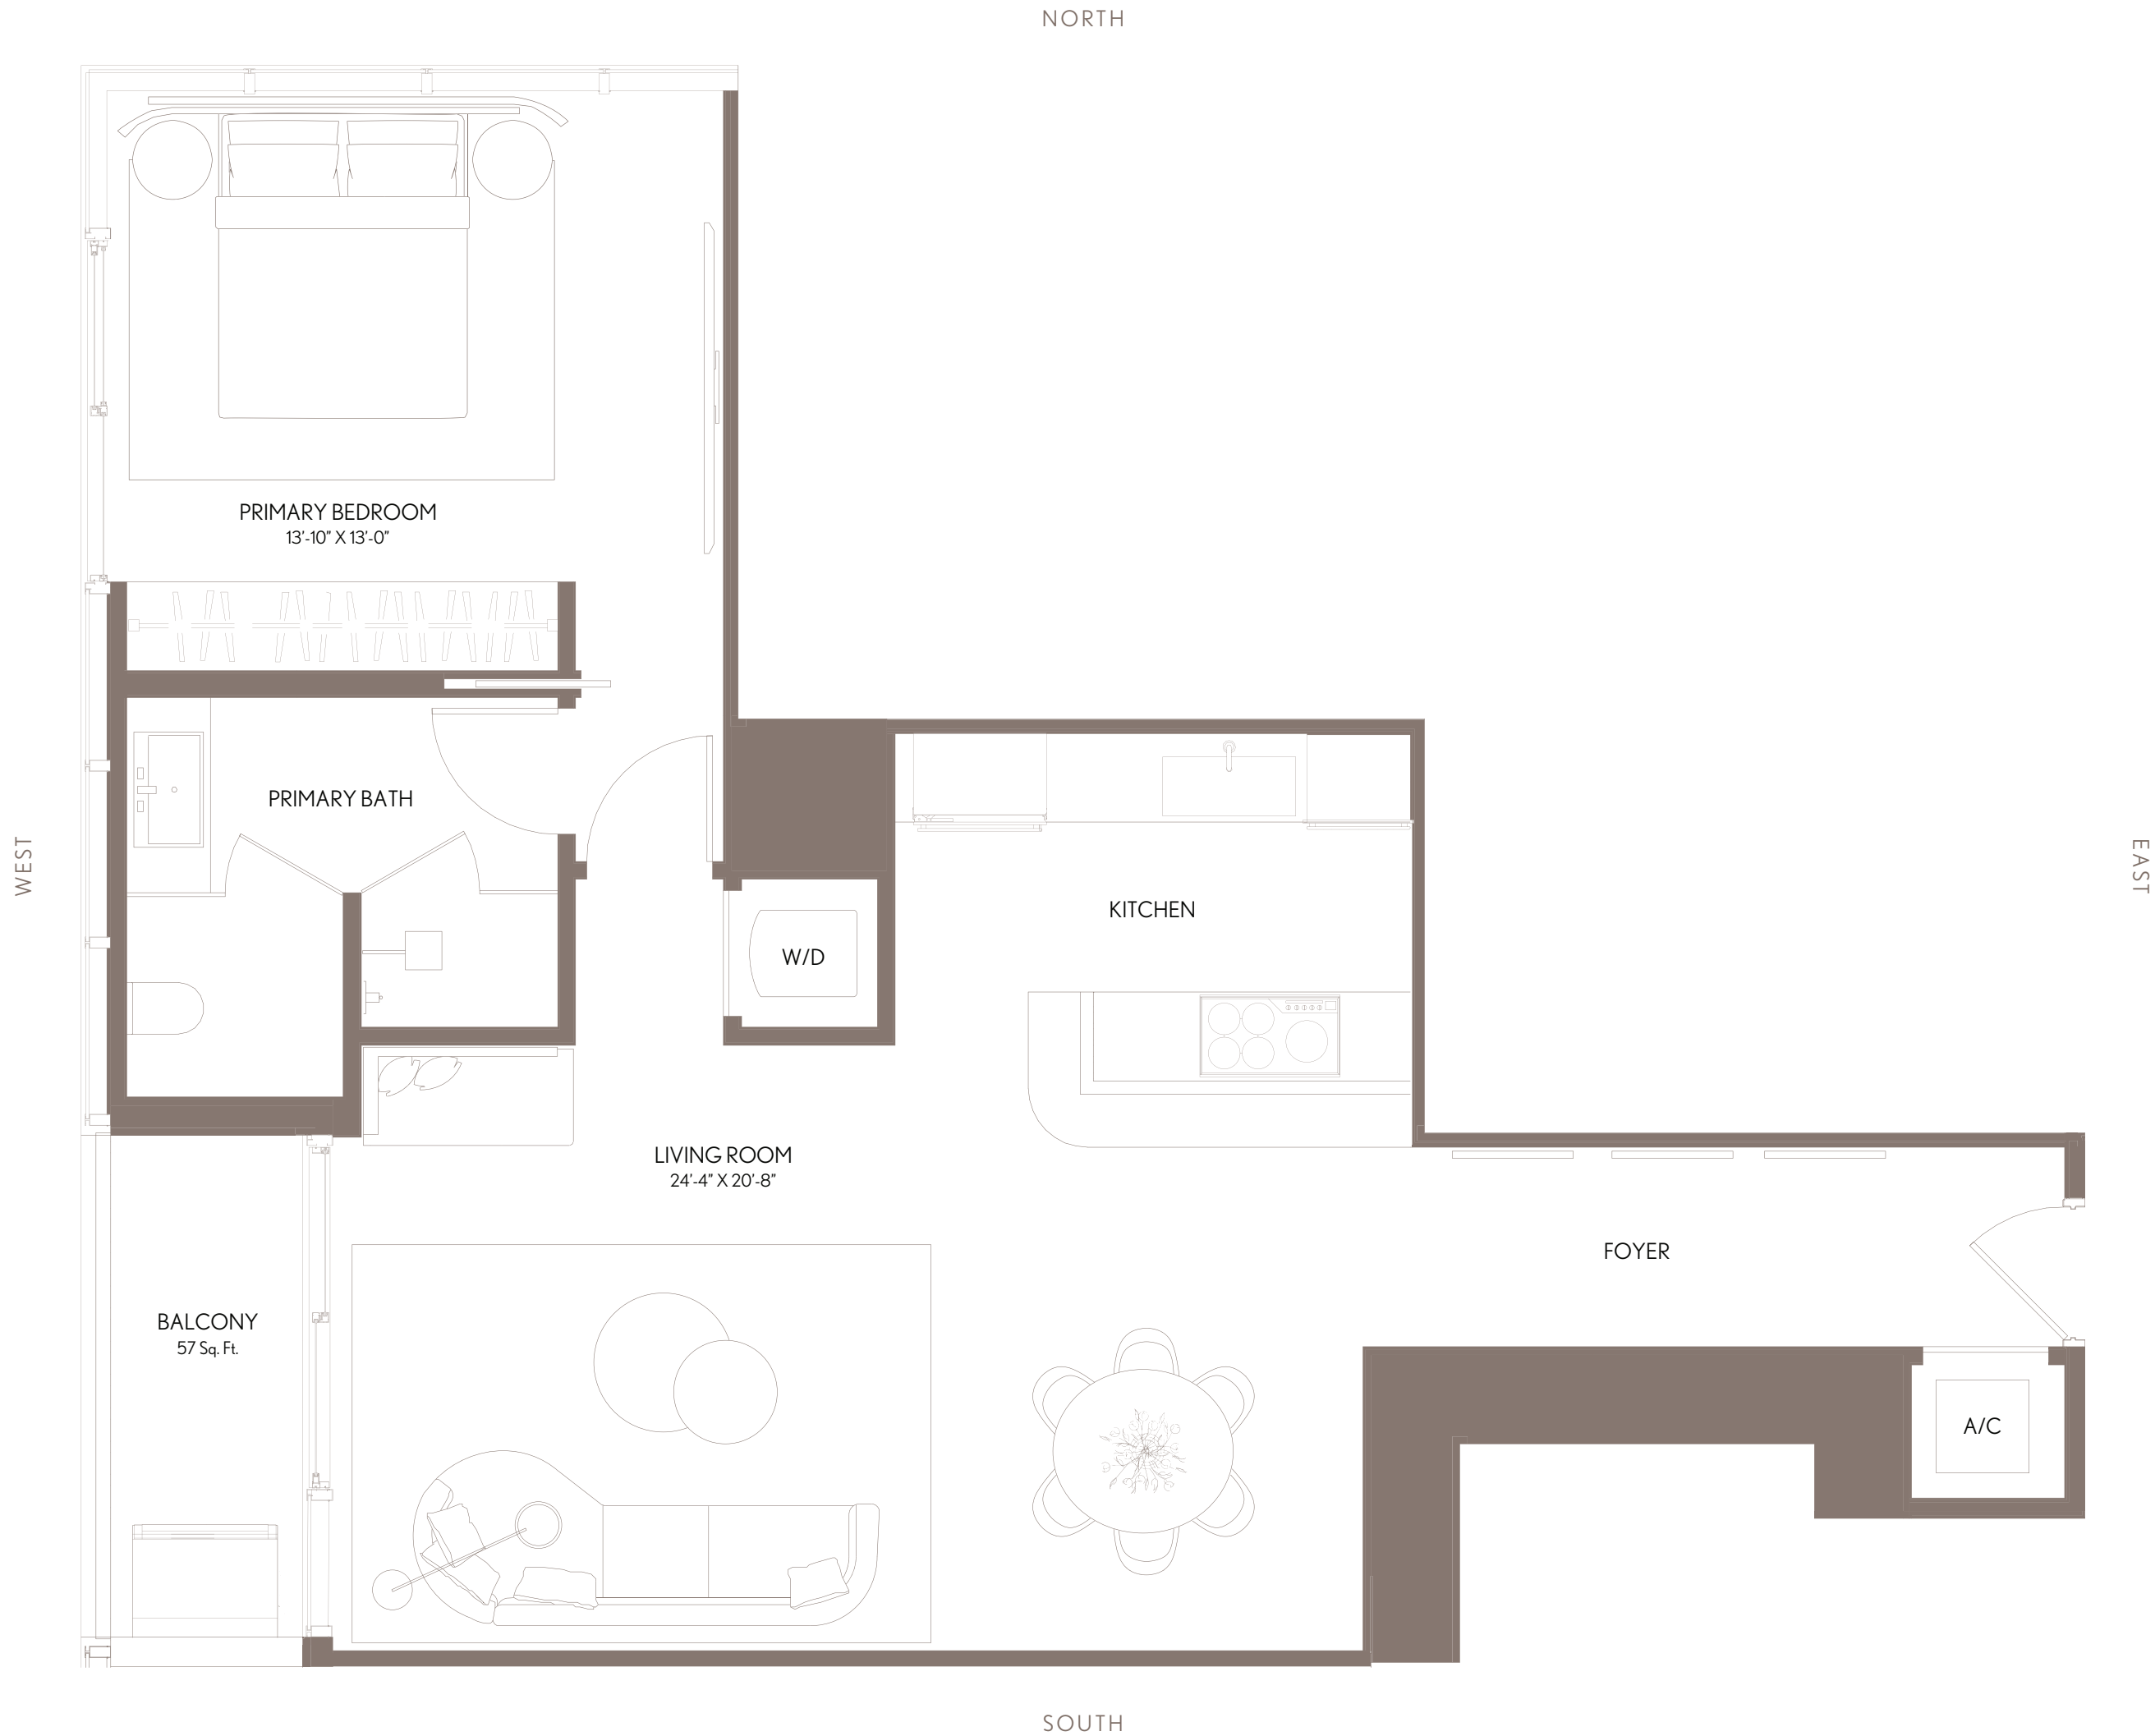 NORTH
PRIMARY BEDROOM
13’-10” X 13’-0”
PRIMARY BATH
WEST
EAST
KITCHEN
W/D
LIVING ROOM
24’-4” X 20’-8”
FOYER
BALCONY
57 Sq. Ft.
A/C
SOUTH